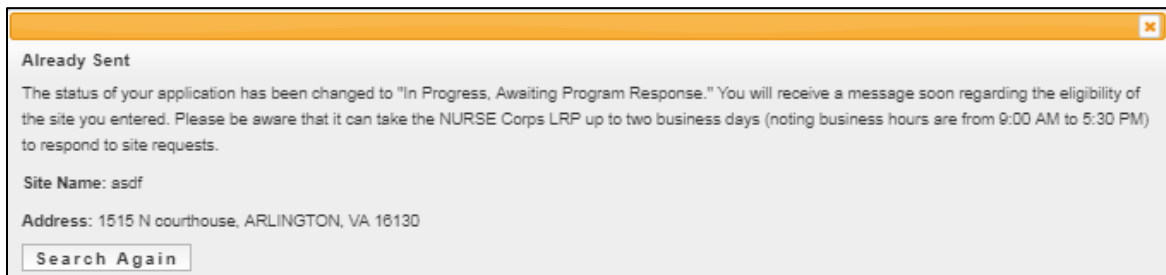 Already Sent
The status of your application has been changed to "In Progress, Awaiting Program Response." You will receive a message soon regarding the eligibility of
the site you entered. Please be aware that it can take the NURSE Corps LRP up to two business days (noting business hours are from 9:00 AM to 5:30 PM)
to respond to site requests.
Site Name: asdf
Address: 1515 N courthouse, ARLINGTON, VA 16130
Search Again